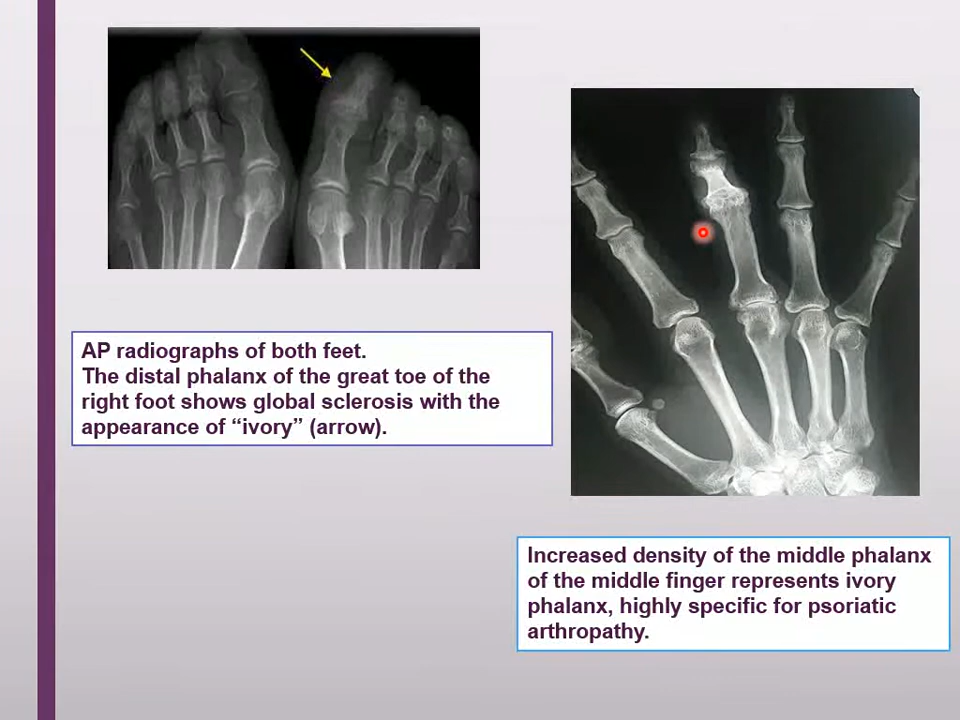 AP radiographs of both feet.
The distal phalanx of the great toe of the
right foot shows global sclerosis with the
appearance of “ivory” (arrow).
Increased density of the middle phalanx
of the middle finger represents ivory
phalanx, highly specific for psoriatic
arthropathy.